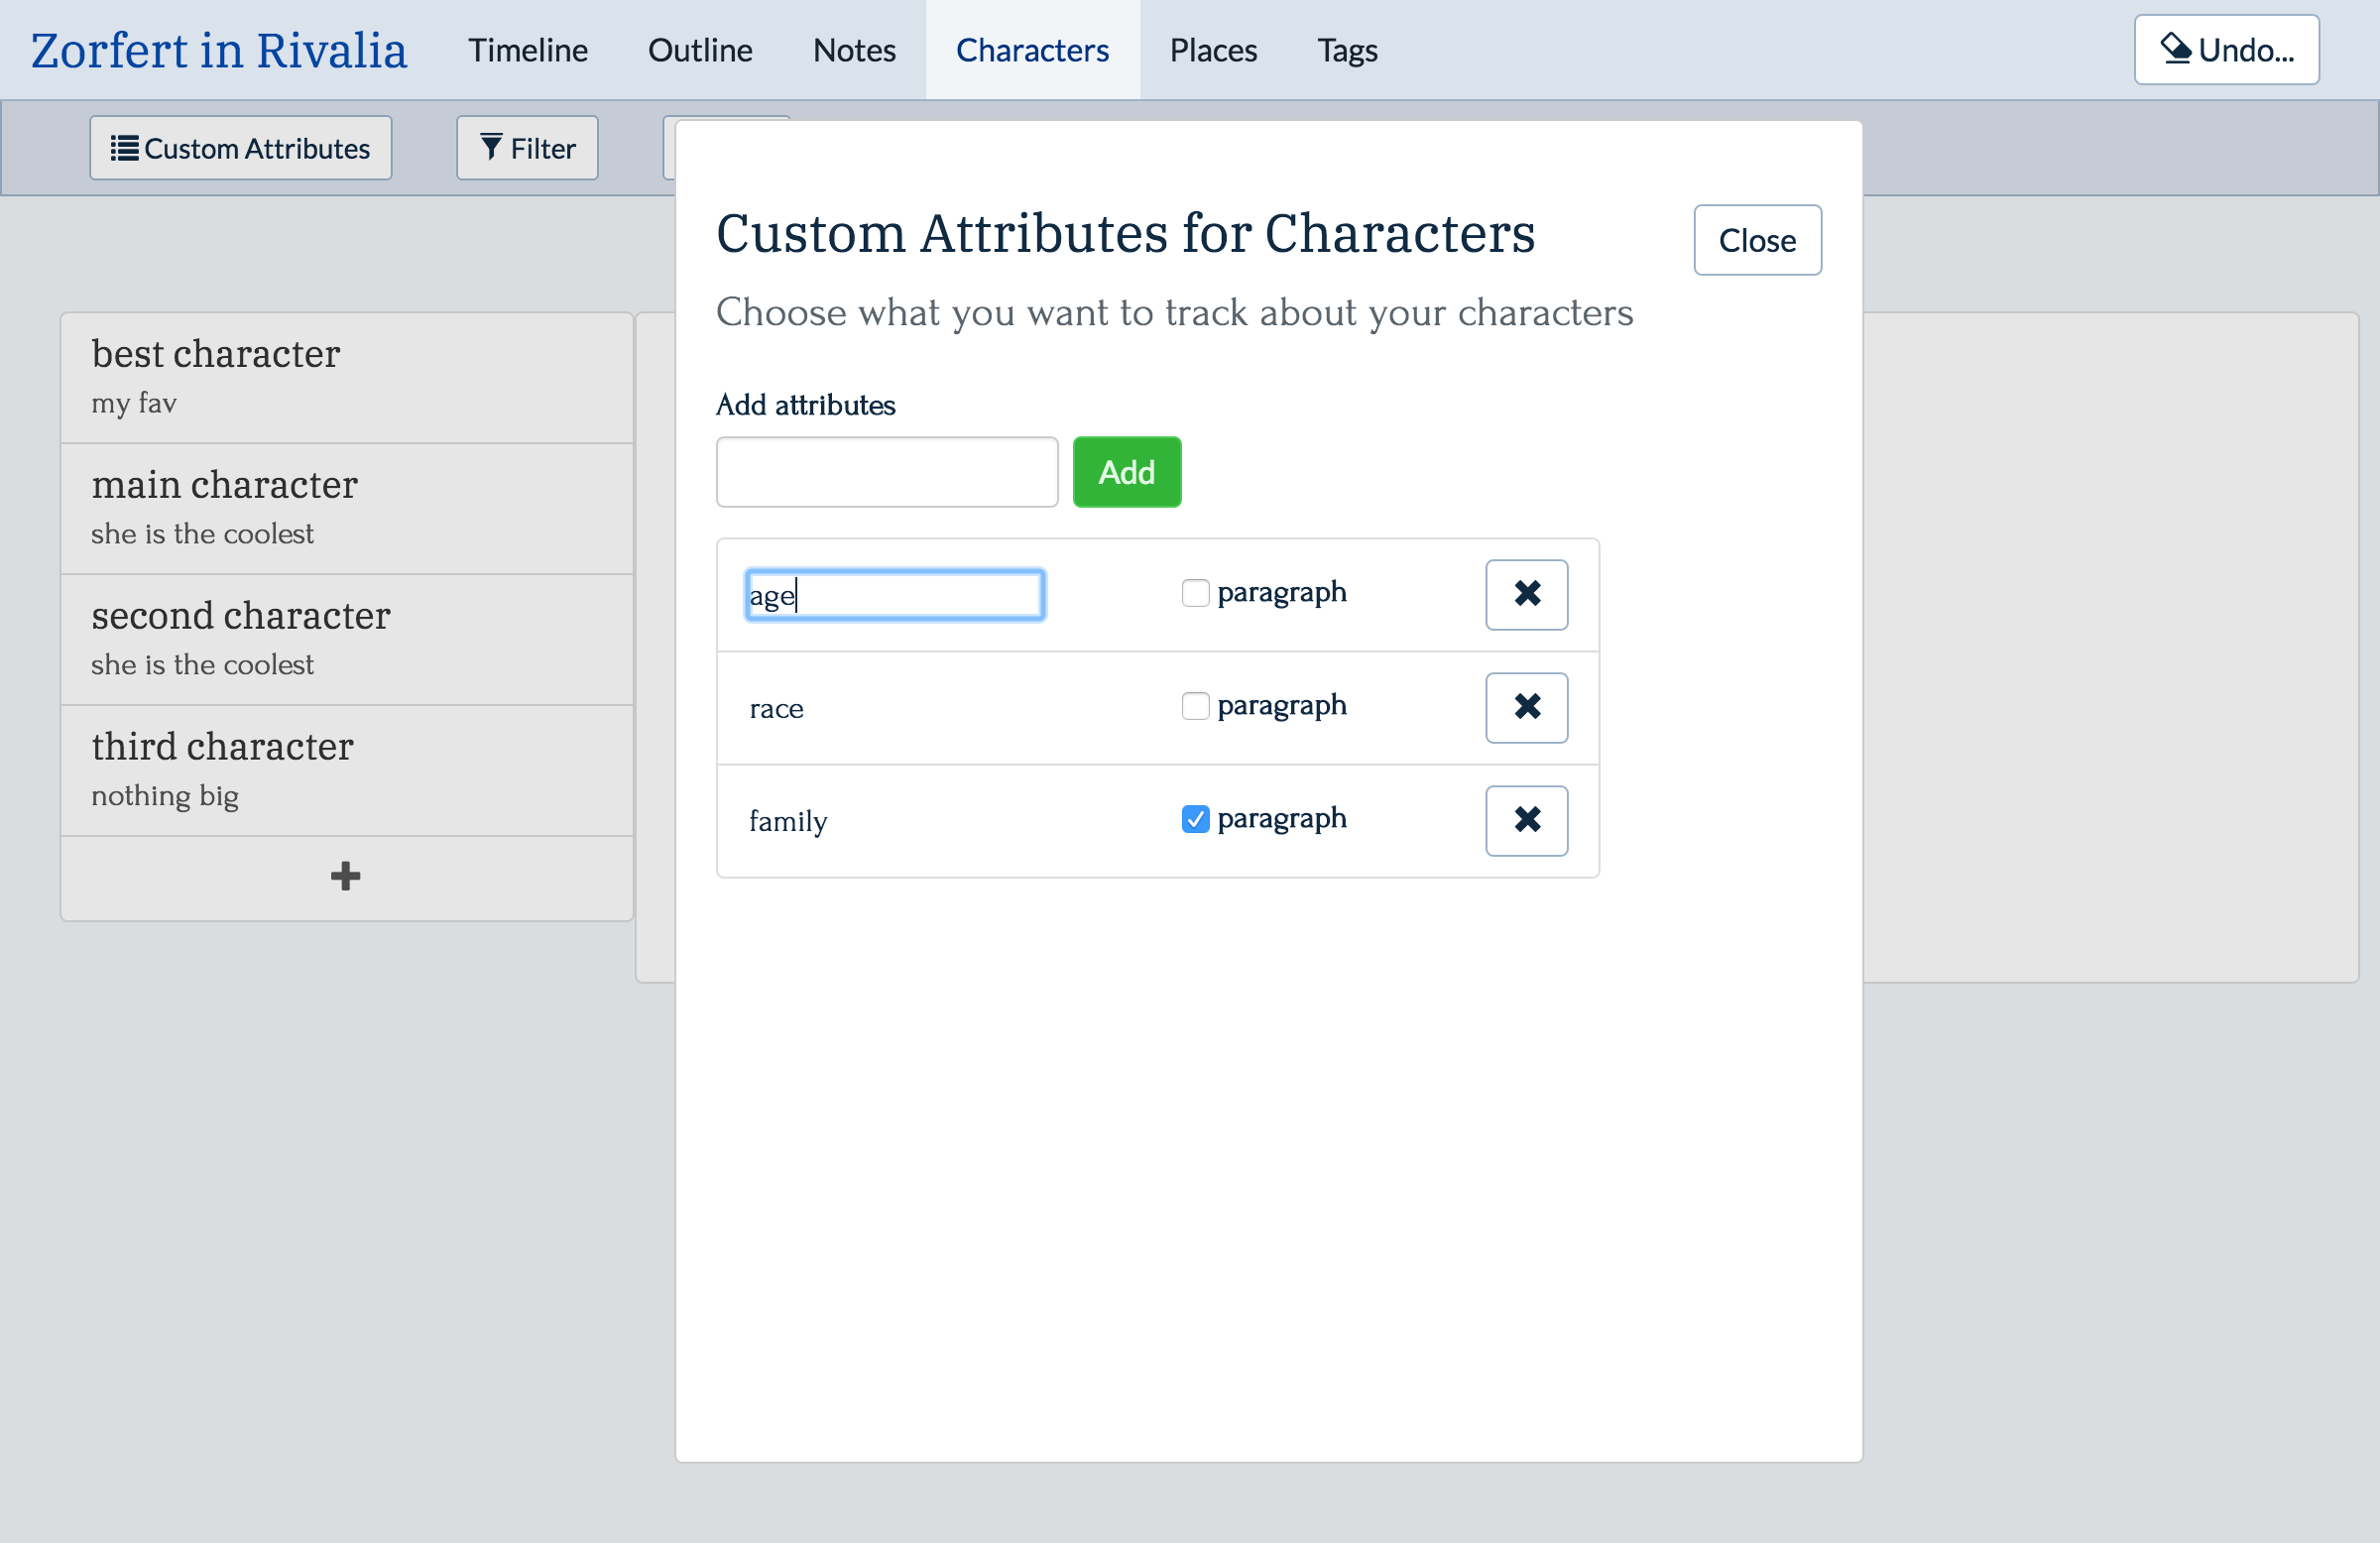 Zorfert in Rivalia Timeline Outline Notes Characters Places Tags Undo...
Custom Attributes Filter
best character
my fav
main character
she is the coolest
second character
she is the coolest
third character
nothing big
Custom Attributes for Characters
Close
Choose what you want to track about your characters
Add attributes
Add
age paragraph
race paragraph
family paragraph